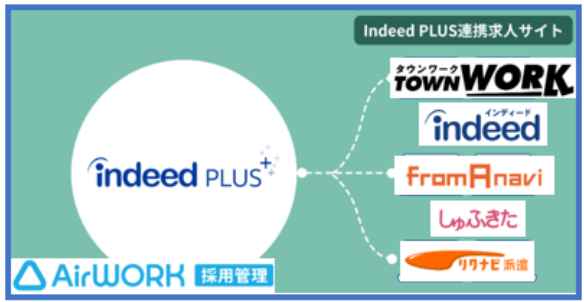 Indeed PLUS連携求人サイト
タウンワーク
TOWNWORK
インディード
indeed
indeed PLUS
fromAnavi
しゅふきた
リクナビ派遣
AirWORK 採用管理